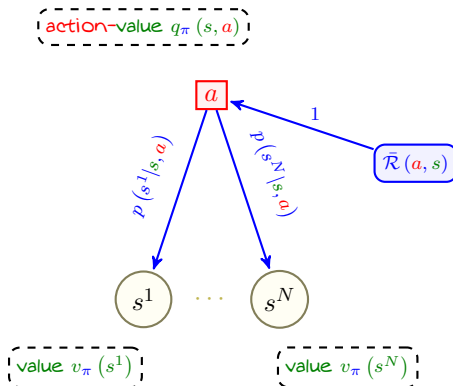 action-value q_π (s, a)
a
1
p (s^1|s, a)
p (s^N|s, a)
R̄ (a, s)
s^1 ... s^N
value v_π (s^1)
value v_π (s^N)